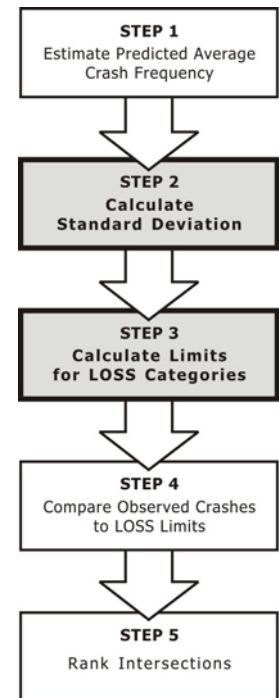 STEP 1
Estimate Predicted Average
Crash Frequency
STEP 2
Calculate
Standard Deviation
STEP 3
Calculate Limits
for LOSS Categories
STEP 4
Compare Observed Crashes
to LOSS Limits
STEP 5
Rank Intersections